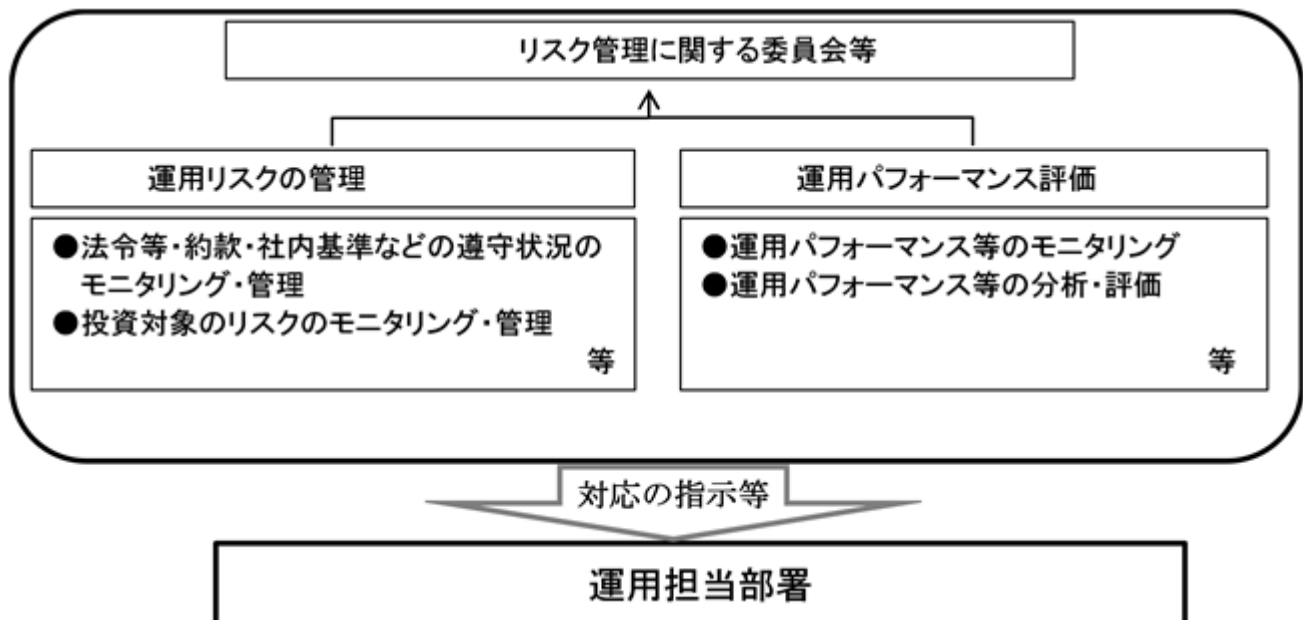 リスク管理に関する委員会等
運用リスクの管理
●法令等・約款・社内基準などの遵守状況の
モニタリング・管理
●投資対象のリスクのモニタリング・管理
等
運用パフォーマンス評価
●運用パフォーマンス等のモニタリング
●運用パフォーマンス等の分析・評価
等
対応の指示等
運用担当部署